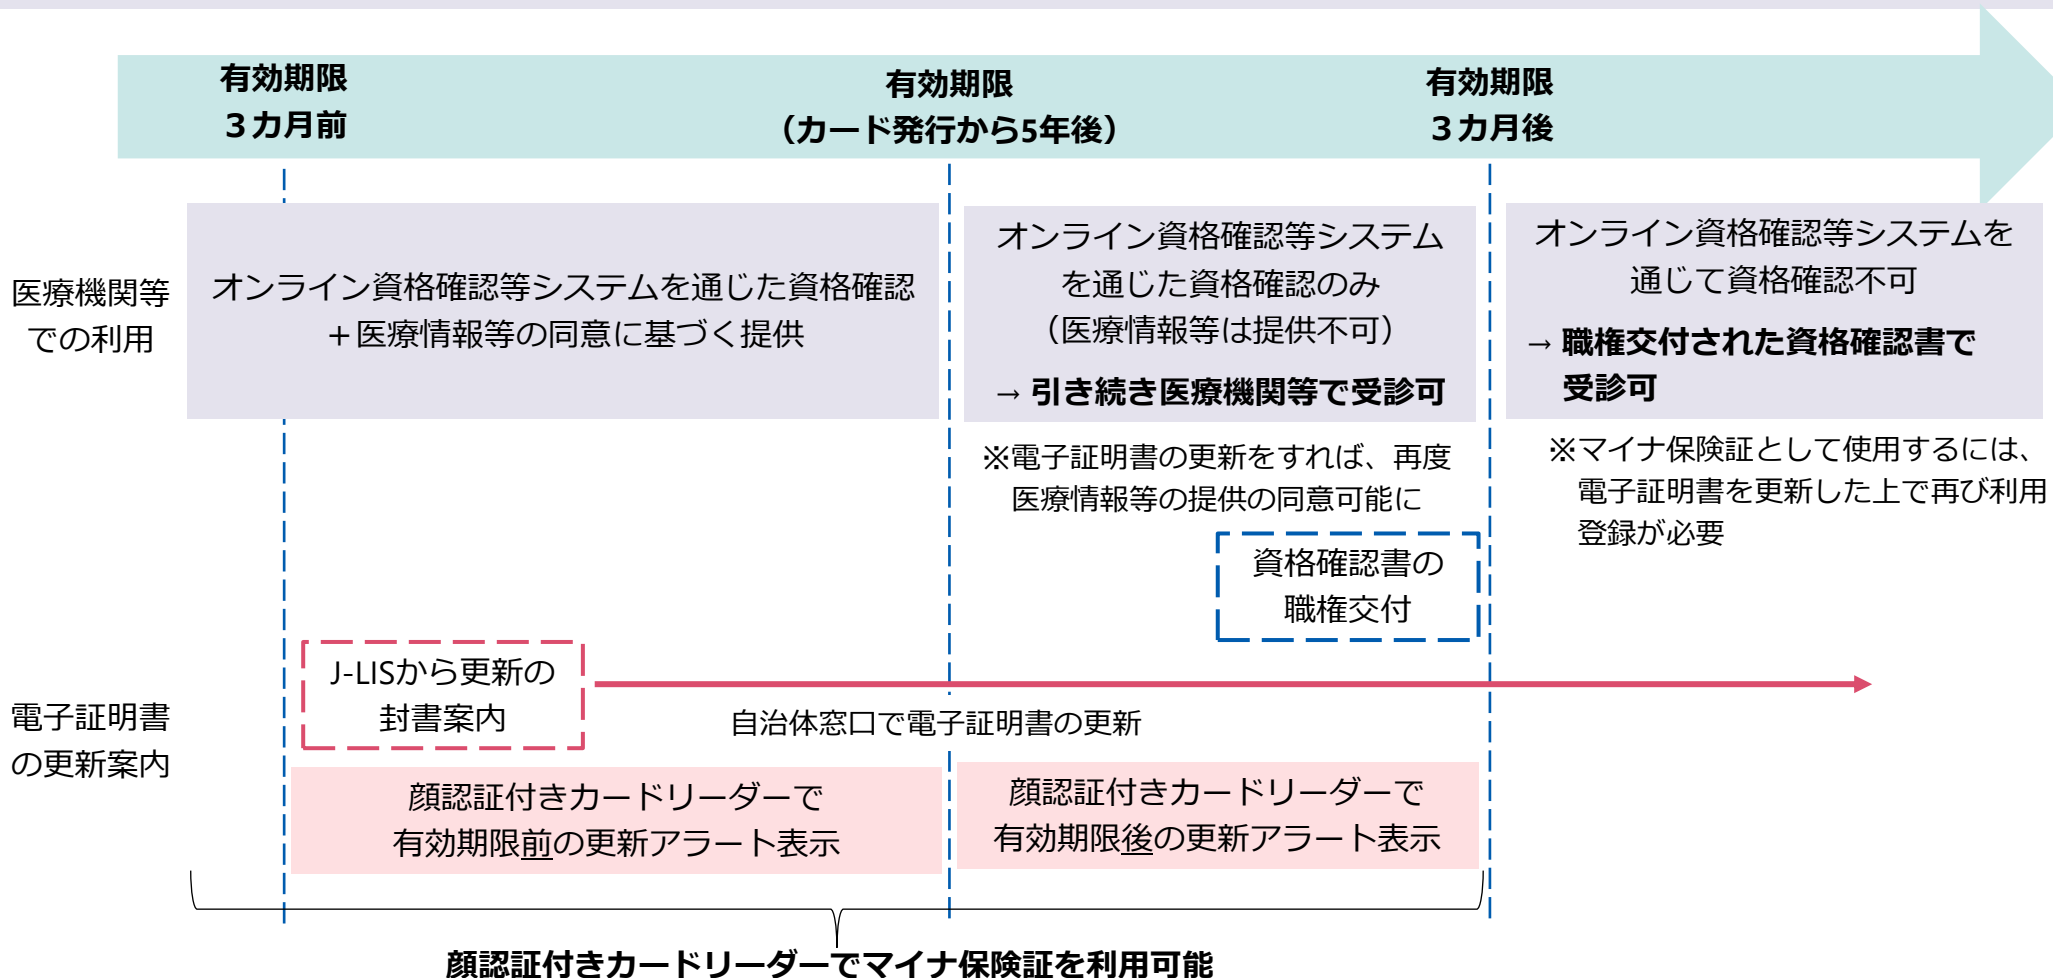 有効期限
３カ月前
有効期限
（カード発行から5年後）
有効期限
３カ月後
医療機関等
での利用
オンライン資格確認等システムを通じた資格確認
＋医療情報等の同意に基づく提供
オンライン資格確認等システム
を通じた資格確認のみ
（医療情報等は提供不可）
→ 引き続き医療機関等で受診可
オンライン資格確認等システムを
通じて資格確認不可
→ 職権交付された資格確認書で
受診可
※電子証明書の更新をすれば、再度
医療情報等の提供の同意可能に
※マイナ保険証として使用するには、
電子証明書を更新した上で再び利用
登録が必要
資格確認書の
職権交付
電子証明書
の更新案内
J-LISから更新の
封書案内
自治体窓口で電子証明書の更新
顔認証付きカードリーダーで
有効期限前の更新アラート表示
顔認証付きカードリーダーで
有効期限後の更新アラート表示
顔認証付きカードリーダーでマイナ保険証を利用可能